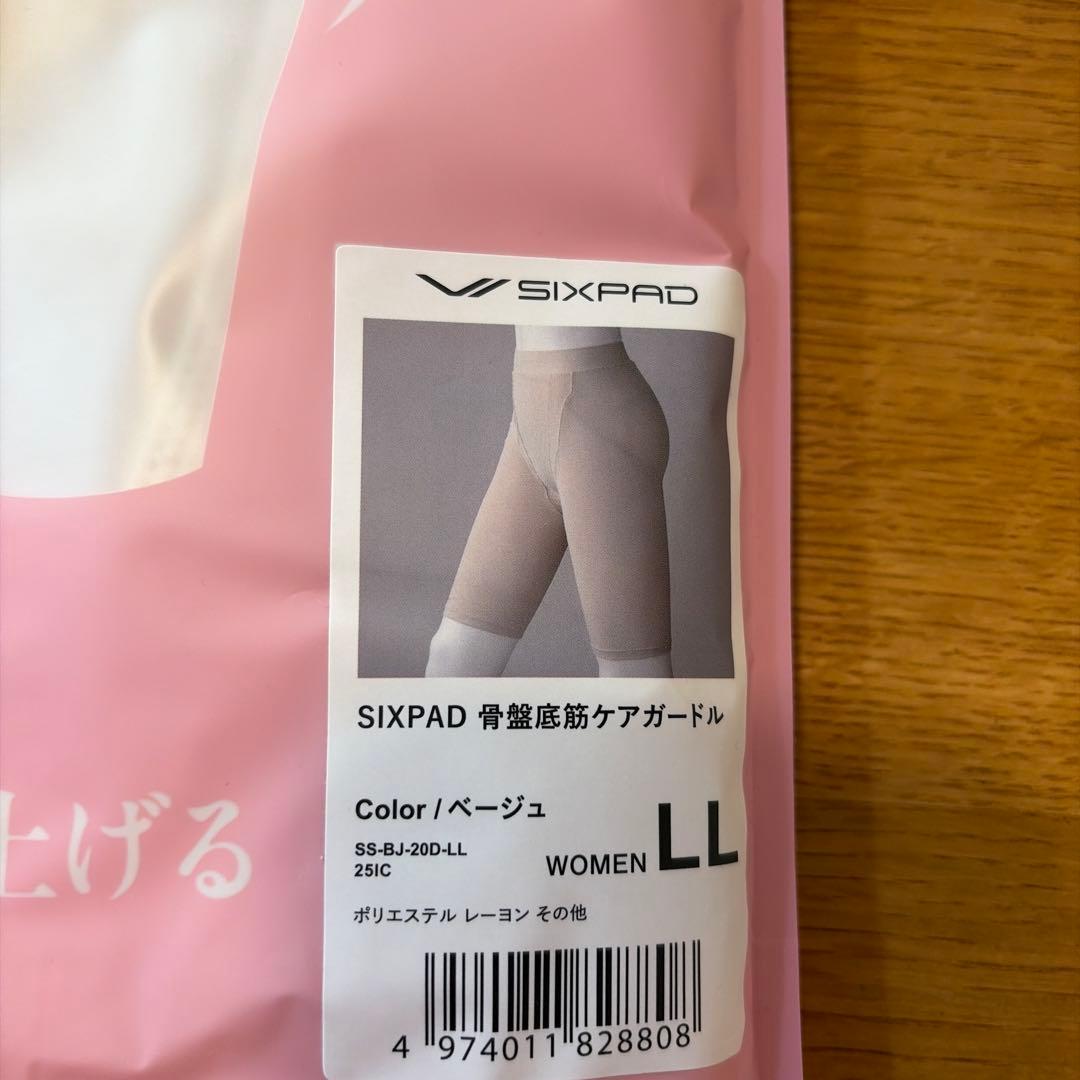 SIXPAD
SIXPAD 骨盤底筋ケアガードル
Color / ベージュ
SS-BJ-20D-LL
25IC
WOMEN LL
ポリエステル レーヨン その他
4 974011 828808
上げる